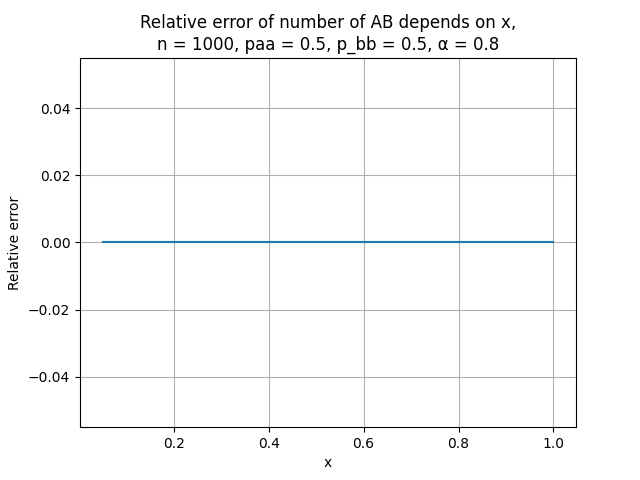 Relative error of number of AB depends on x,
n = 1000, paa = 0.5, p_bb = 0.5, α = 0.8
Relative error
0.04
0.02
0.00
−0.02
−0.04
0.2 0.4 0.6 0.8 1.0
x